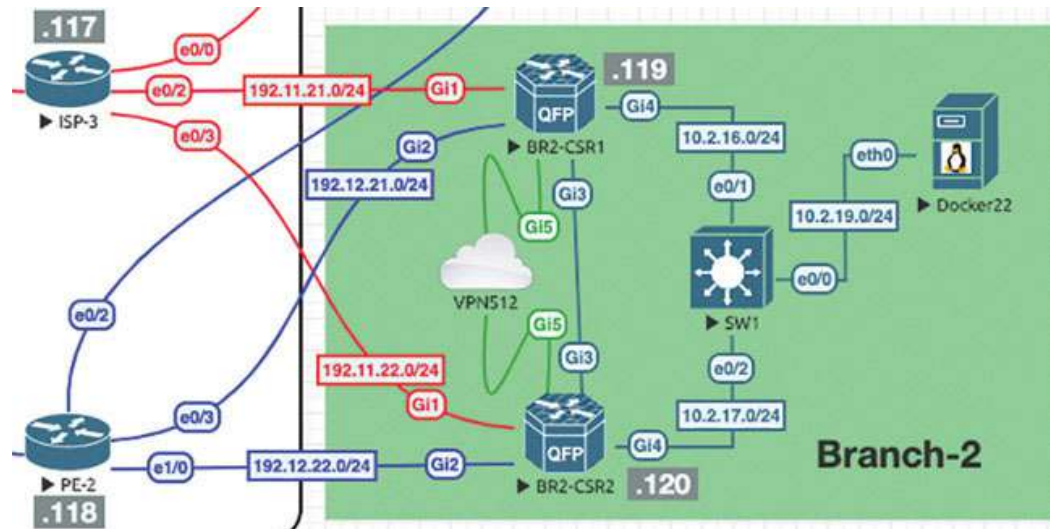 .117
e0/0
e0/2
192.11.21.0/24
Gi1
.119
QFP
Gi4
ISP-3
e0/3
BR2-CSR1
10.2.16.0/24
eth0
Gi2
192.12.21.0/24
Gi3
e0/1
Docker22
10.2.19.0/24
Gi5
e0/0
VPN512
SW1
e0/2
Gi5
Gi3
e0/2
192.11.22.0/24
Gi1
10.2.17.0/24
e0/3
QFP
Gi4
Branch-2
e1/0
192.12.22.0/24
Gi2
PE-2
BR2-CSR2
.120
.118